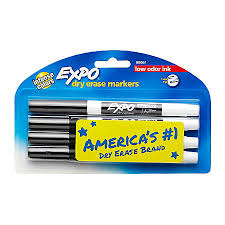 EXPO
low odor ink
dry erase markers
EXPO
AMERICA'S #1
DRY ERASE BRAND